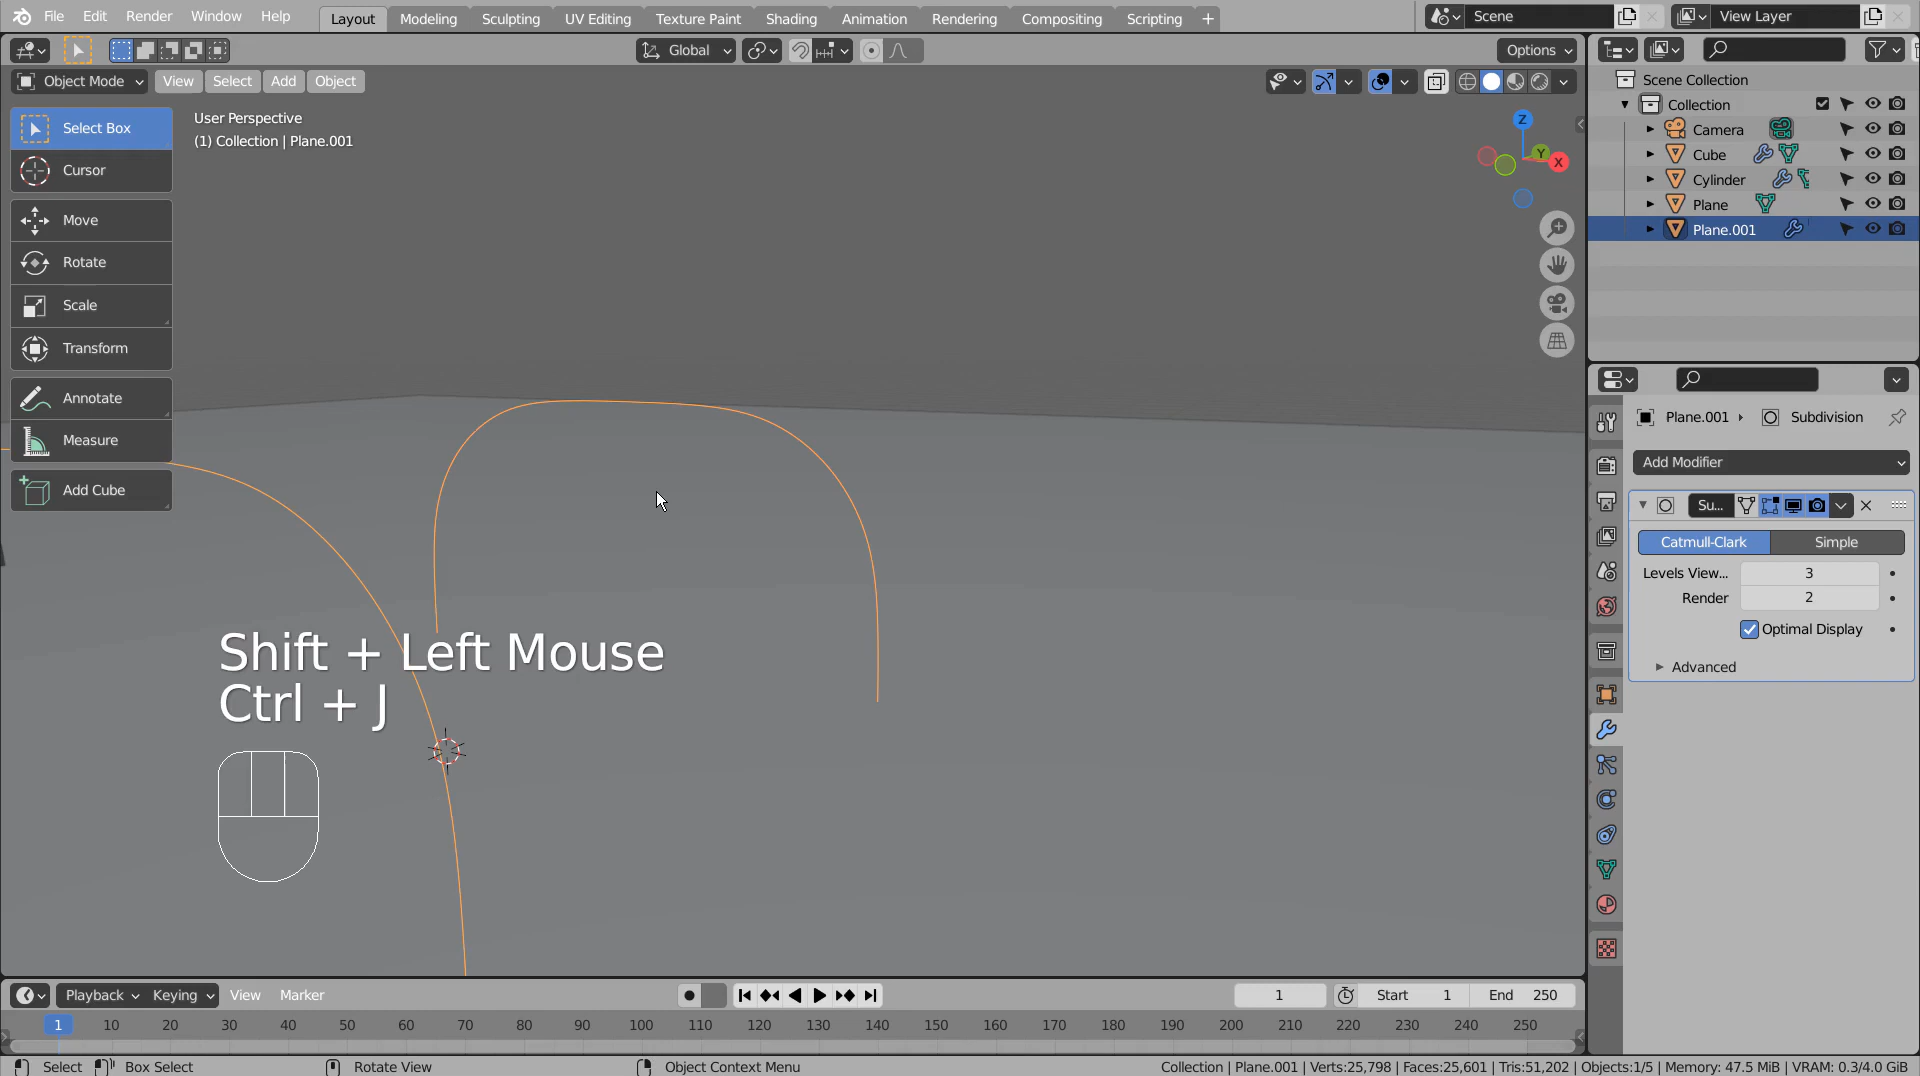 File Edit Render Window Help
Layout Modeling Sculpting UV Editing Texture Paint Shading Animation Rendering Compositing Scripting +
Scene
View Layer
Global
Options
Object Mode
View Select Add Object
Select Box
Cursor
Move
Rotate
Scale
Transform
Annotate
Measure
Add Cube
User Perspective
(1) Collection | Plane.001
Z
Y
X
Shift + Left Mouse
Ctrl + J
Scene Collection
Collection
Camera
Cube
Cylinder
Plane
Plane.001
Plane.001
Subdivision
Add Modifier
Su...
Catmull-Clark Simple
Levels View... 3
Render 2
Optimal Display
Advanced
Playback Keying View Marker
1
Start 1
End 250
1 10 20 30 40 50 60 70 80 90 100 110 120 130 140 150 160 170 180 190 200 210 220 230 240 250
Select
Box Select
Rotate View
Object Context Menu
Collection | Plane.001 | Verts:25,798 | Faces:25,601 | Tris:51,202 | Objects:1/5 | Memory: 47.5 MiB | VRAM: 0.3/4.0 GiB